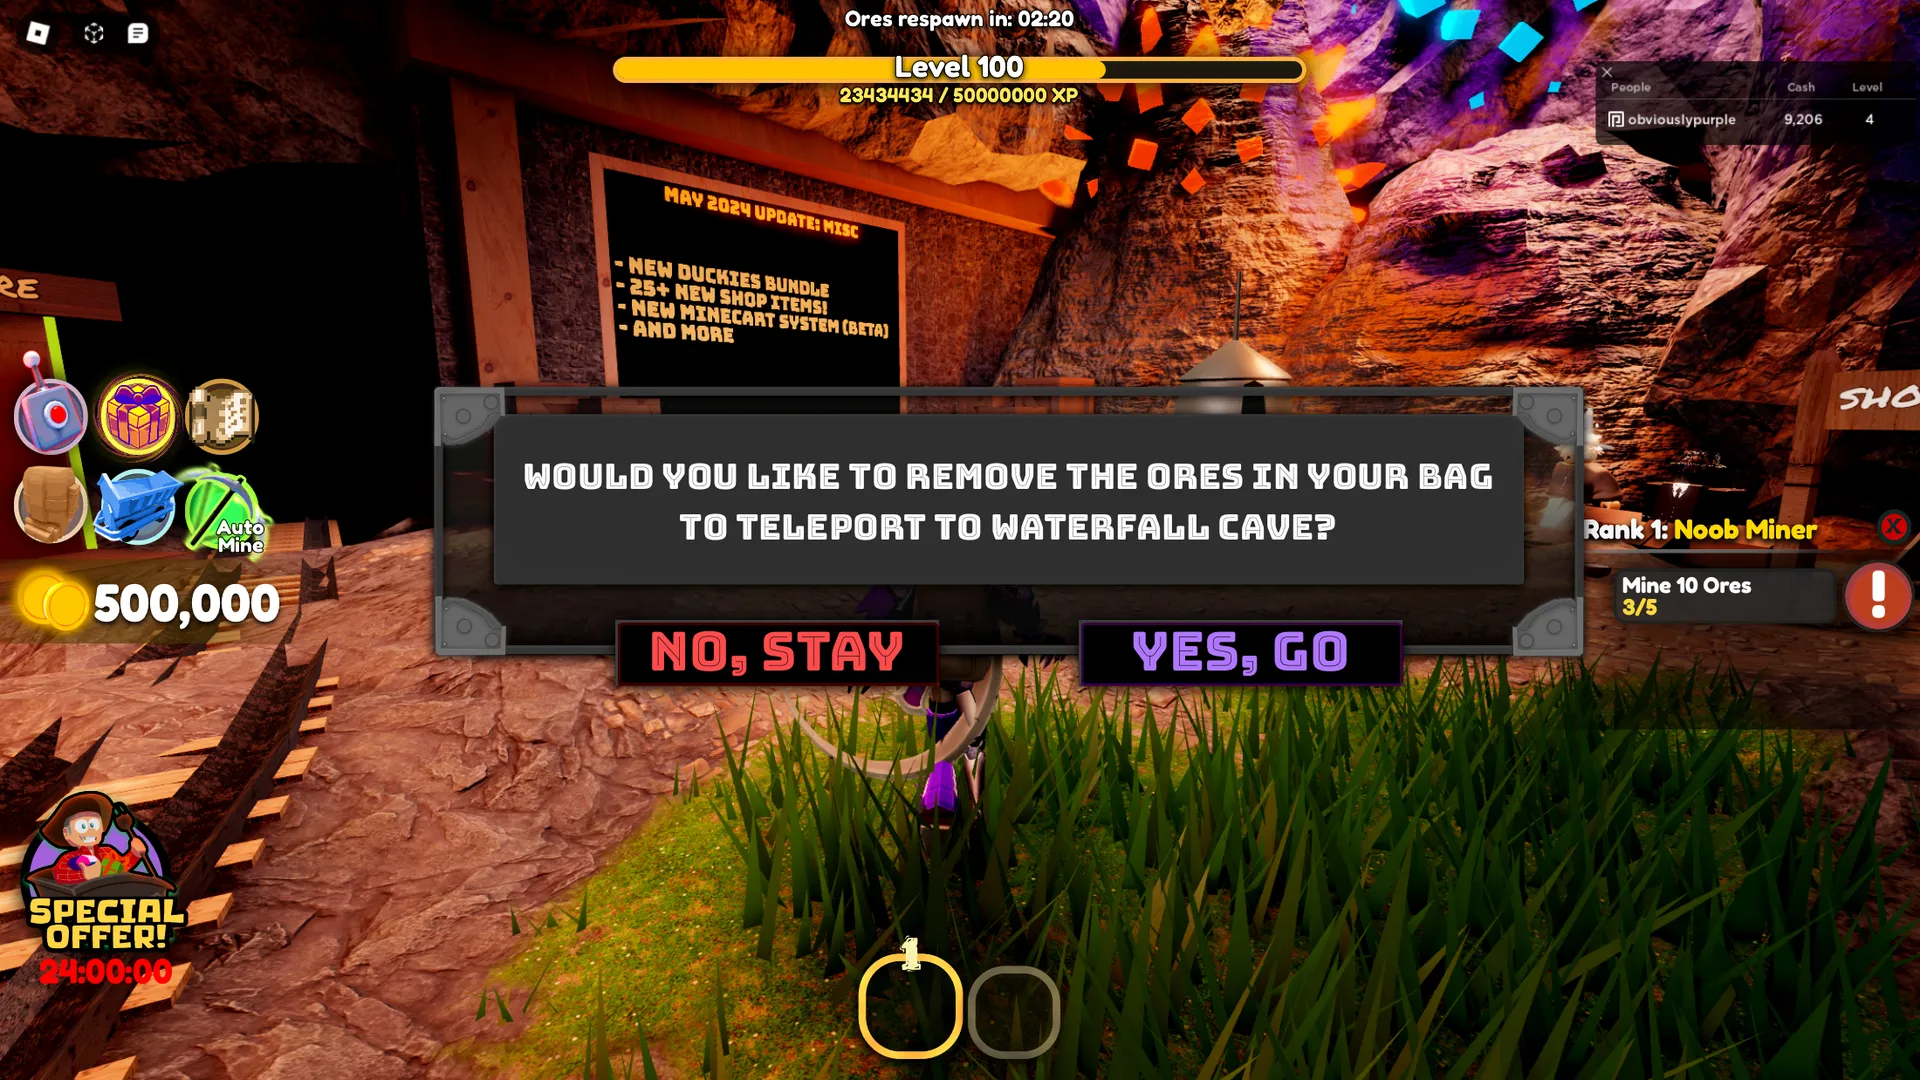 Ores respawn in: 02:20
Level 100
23434434 / 50000000 XP
People Cash Level
obviouslypurple 9,206 4
MAY 2024 UPDATE: MISC
- NEW DUCKIES BUNDLE
- 25+ NEW SHOP ITEMS!
- NEW MINECART SYSTEM (BETA)
- AND MORE
RE
SHO
Auto
Mine
500,000
WOULD YOU LIKE TO REMOVE THE ORES IN YOUR BAG
TO TELEPORT TO WATERFALL CAVE?
NO, STAY
YES, GO
Rank 1: Noob Miner
X
Mine 10 Ores
3/5
!
SPECIAL
OFFER!
24:00:00
1